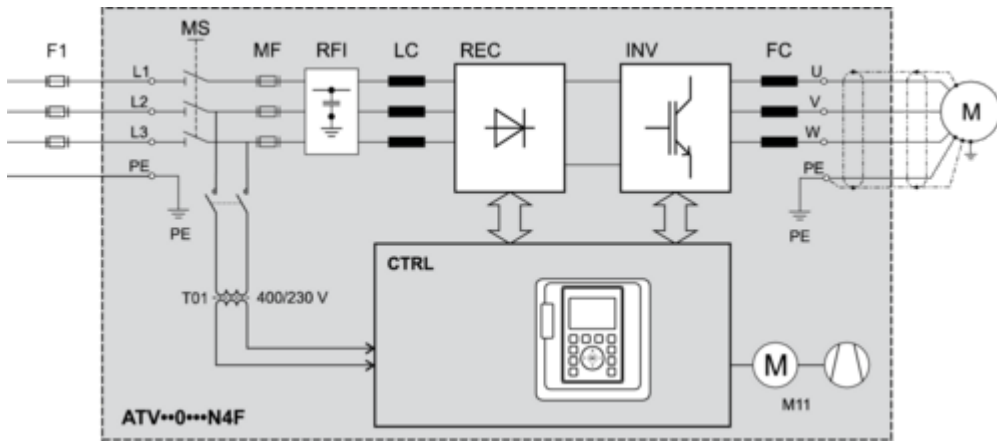 MS
F1
MF
RFI
LC
REC
INV
FC
L1
U
L2
V
M
L3
W
PE
PE
PE
PE
CTRL
T01
400/230 V
M
M11
ATV••0•••N4F